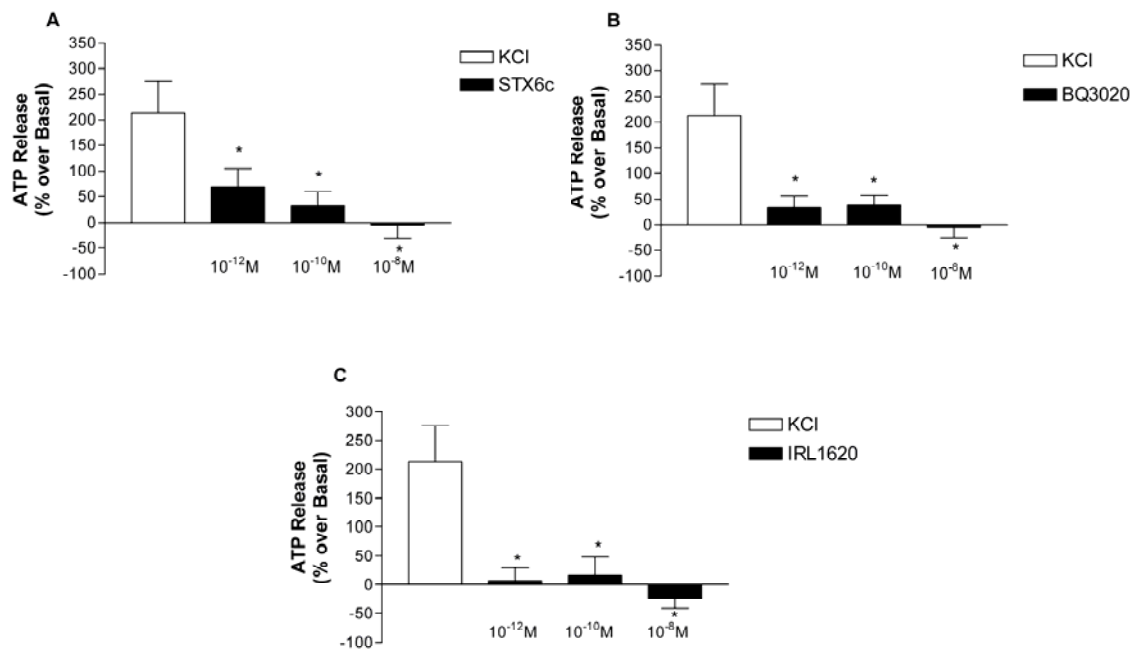 A
350
300
250
200
150
100
50
0
-50
-100
ATP Release
(% over Basal)
KCl
STX6c
*
*
*
10⁻¹²M
10⁻¹⁰M
10⁻⁸M
B
350
300
250
200
150
100
50
0
-50
-100
ATP Release
(% over Basal)
KCl
BQ3020
*
*
*
10⁻¹²M
10⁻¹⁰M
10⁻⁸M
C
300
250
200
150
100
50
0
-50
-100
ATP Release
(% over Basal)
KCl
IRL1620
*
*
*
10⁻¹²M
10⁻¹⁰M
10⁻⁸M